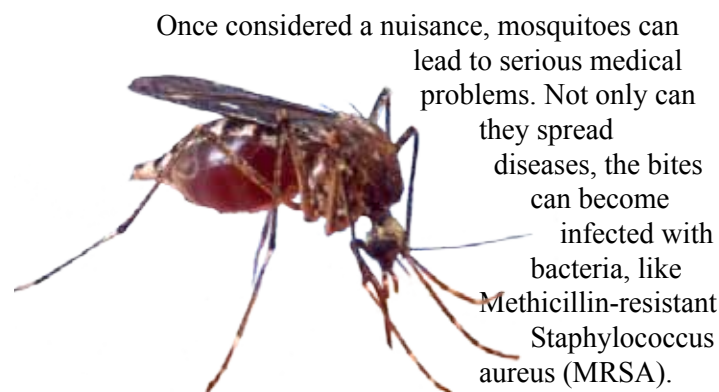 Once considered a nuisance, mosquitoes can
lead to serious medical
problems. Not only can
they spread
diseases, the bites
can become
infected with
bacteria, like
Methicillin-resistant
Staphylococcus
aureus (MRSA).